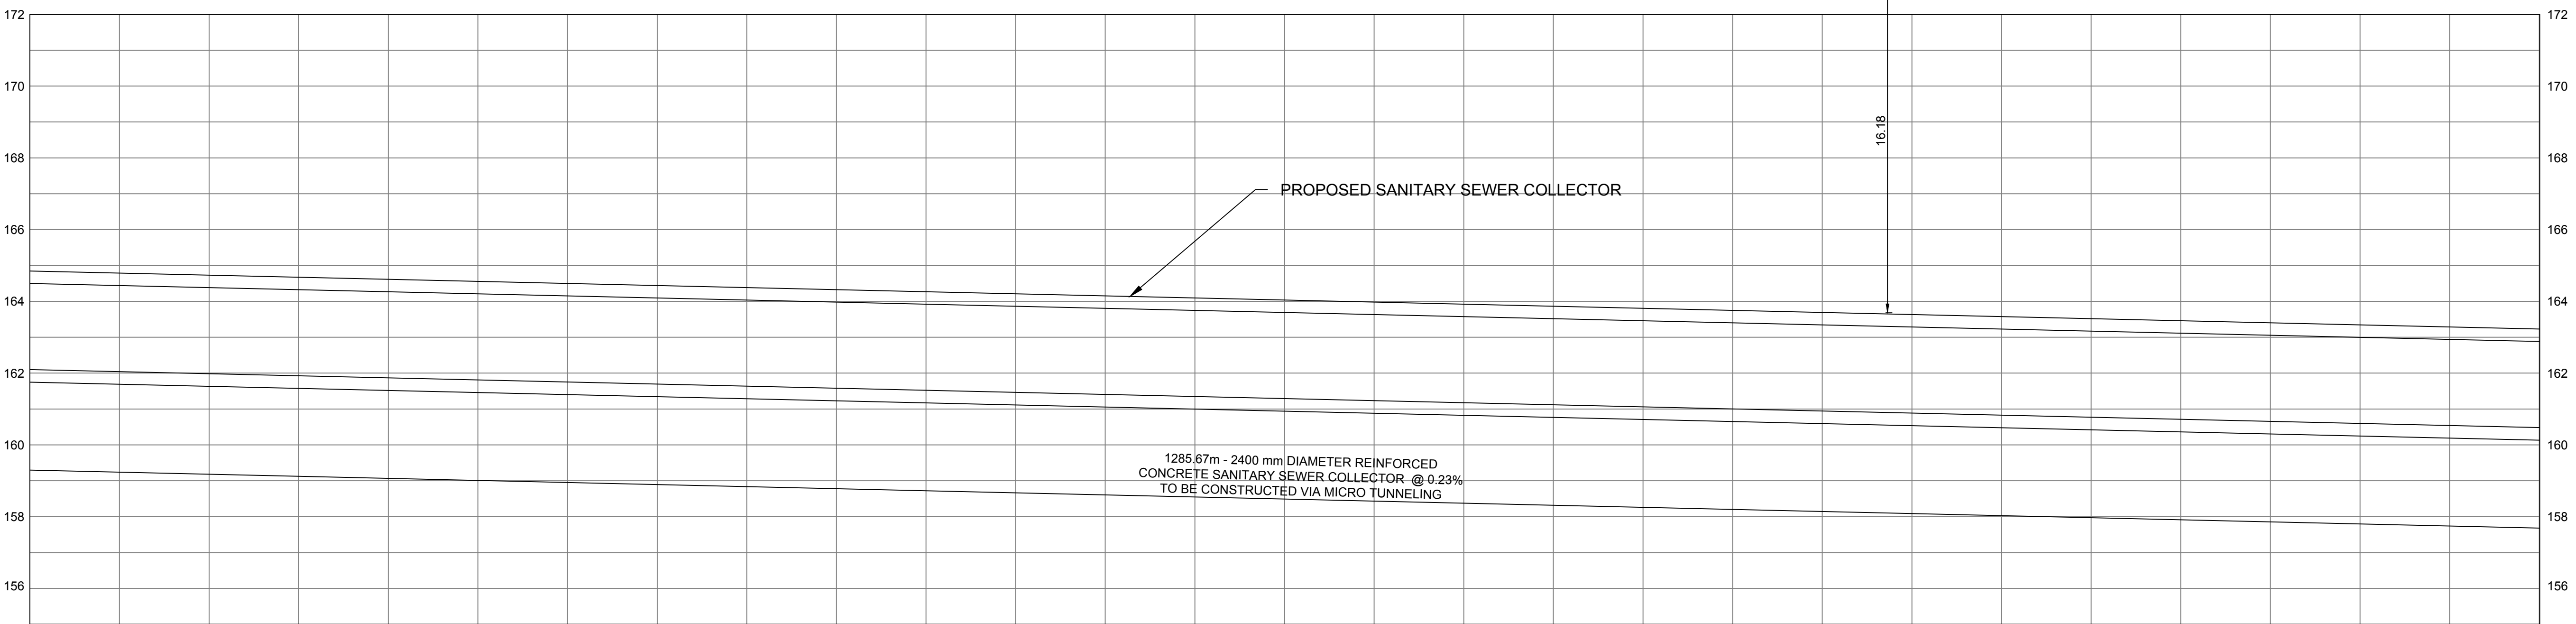 172 172
170 170
16.18
168 168
PROPOSED SANITARY SEWER COLLECTOR
166 166
164 164
162 162
160 160
1285.67m - 2400 mm DIAMETER REINFORCED
CONCRETE SANITARY SEWER COLLECTOR @ 0.23%
TO BE CONSTRUCTED VIA MICRO TUNNELING
158 158
156 156